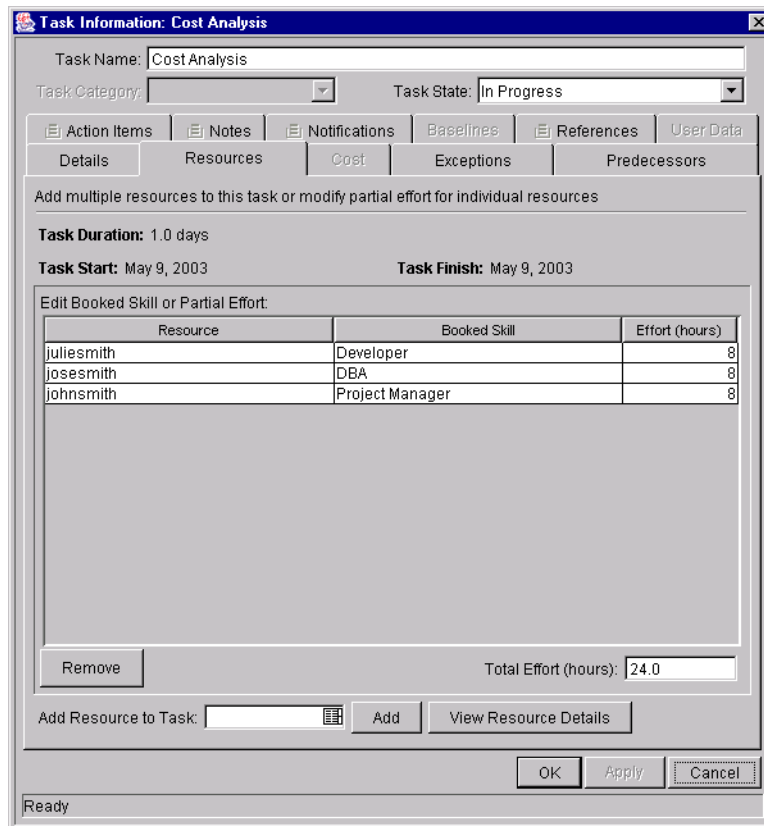 Task Information: Cost Analysis
Task Name: Cost Analysis
Task Category: Task State: In Progress
Action Items Notes Notifications Baselines References User Data
Details Resources Cost Exceptions Predecessors
Add multiple resources to this task or modify partial effort for individual resources
Task Duration: 1.0 days
Task Start: May 9, 2003 Task Finish: May 9, 2003
Edit Booked Skill or Partial Effort:
Resource Booked Skill Effort (hours)
juliesmith Developer 8
josesmith DBA 8
johnsmith Project Manager 8
Remove Total Effort (hours): 24.0
Add Resource to Task: Add View Resource Details
OK Apply Cancel
Ready